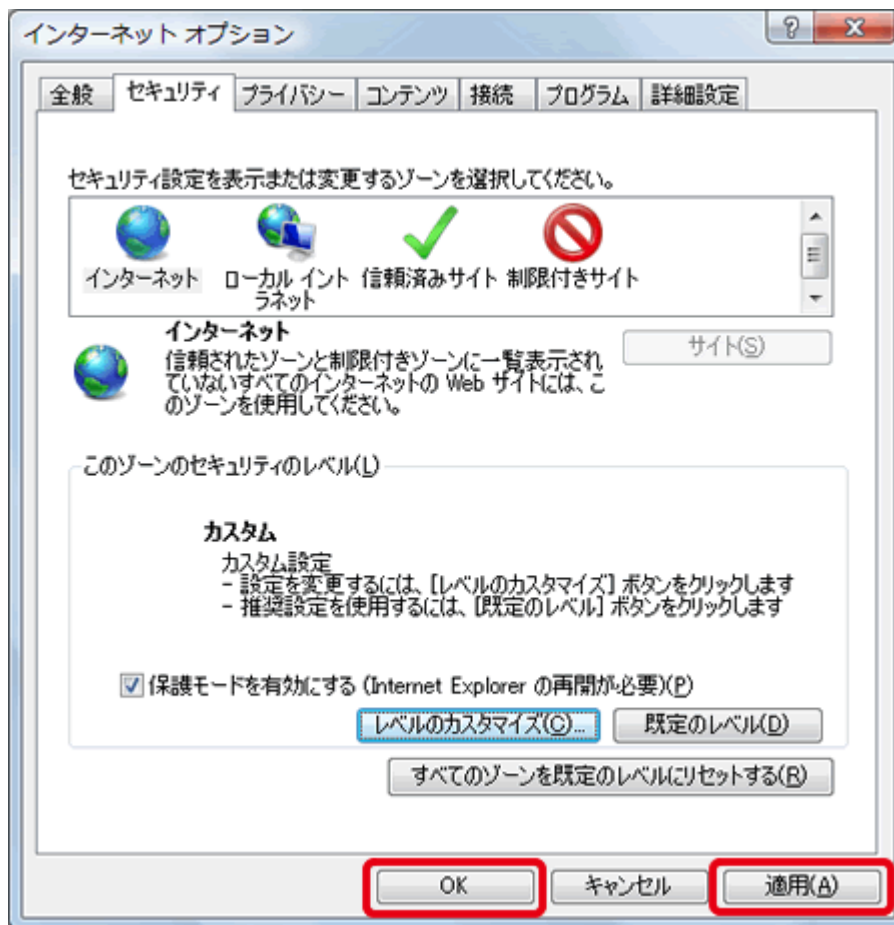 インターネット オプション
全般 セキュリティ プライバシー コンテンツ 接続 プログラム 詳細設定
セキュリティ設定を表示または変更するゾーンを選択してください。
インターネット ローカル イント 信頼済みサイト 制限付きサイト
ラネット
インターネット
サイト(S)
信頼されたゾーンと制限付きゾーンに一覧表示され
ていないすべてのインターネットの Web サイトには、こ
のゾーンを使用してください。
このゾーンのセキュリティのレベル(L)
カスタム
カスタム設定
- 設定を変更するには、[レベルのカスタマイズ] ボタンをクリックします
- 推奨設定を使用するには、[既定のレベル] ボタンをクリックします
保護モードを有効にする (Internet Explorer の再開が必要)(P)
レベルのカスタマイズ(C)... 既定のレベル(D)
すべてのゾーンを既定のレベルにリセットする(R)
OK キャンセル 適用(A)